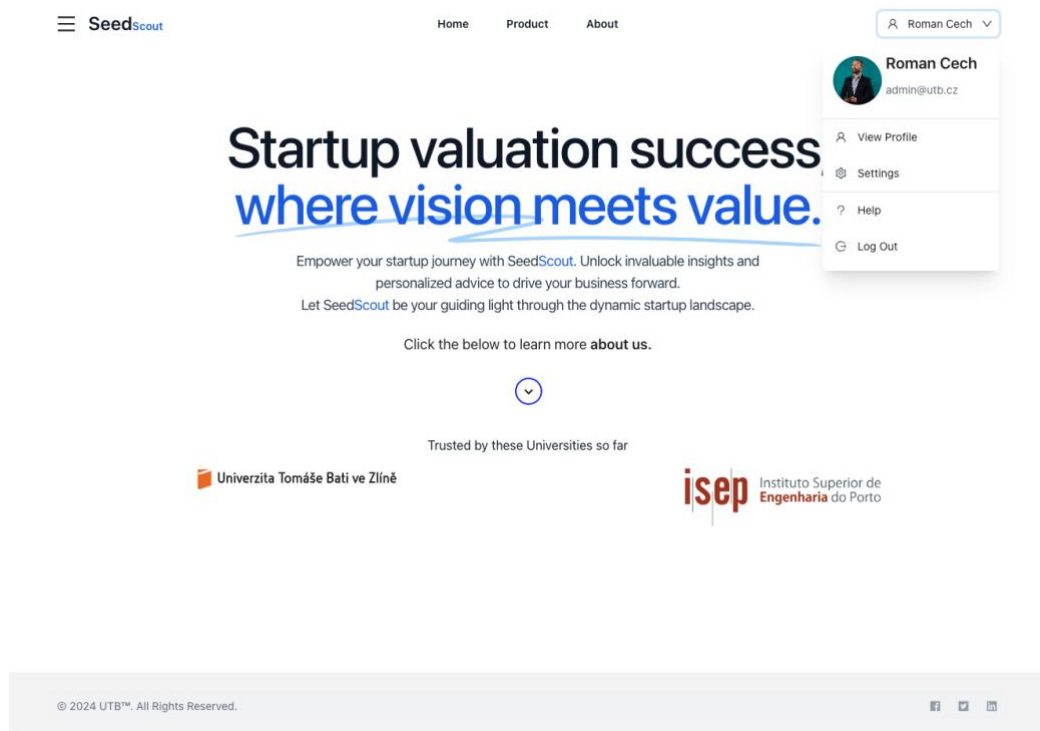 SeedScout
Home Product About
Roman Cech
Roman Cech
admin@utb.cz
View Profile
Settings
Help
Log Out
Startup valuation success
where vision meets value.
Empower your startup journey with SeedScout. Unlock invaluable insights and
personalized advice to drive your business forward.
Let SeedScout be your guiding light through the dynamic startup landscape.
Click the below to learn more about us.
Trusted by these Universities so far
Univerzita Tomáše Bati ve Zlíně
isep
Instituto Superior de
Engenharia do Porto
© 2024 UTB™. All Rights Reserved.